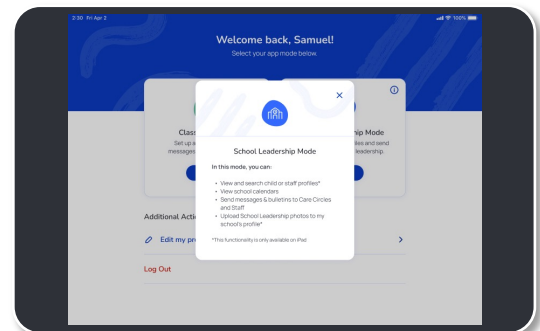 2:30 Fri Apr 2
100%
Welcome back, Samuel!
Select your app mode below.
School Leadership Mode
In this mode, you can:
• View and search child or staff profiles*
• View school calendars
• Send messages & bulletins to Care Circles
and Staff
• Upload School Leadership photos to my
school's profile*
*This functionality is only available on iPad
Clas
Set up a
messages
hip Mode
iles and send
leadership.
Additional Acti
Edit my pr
Log Out